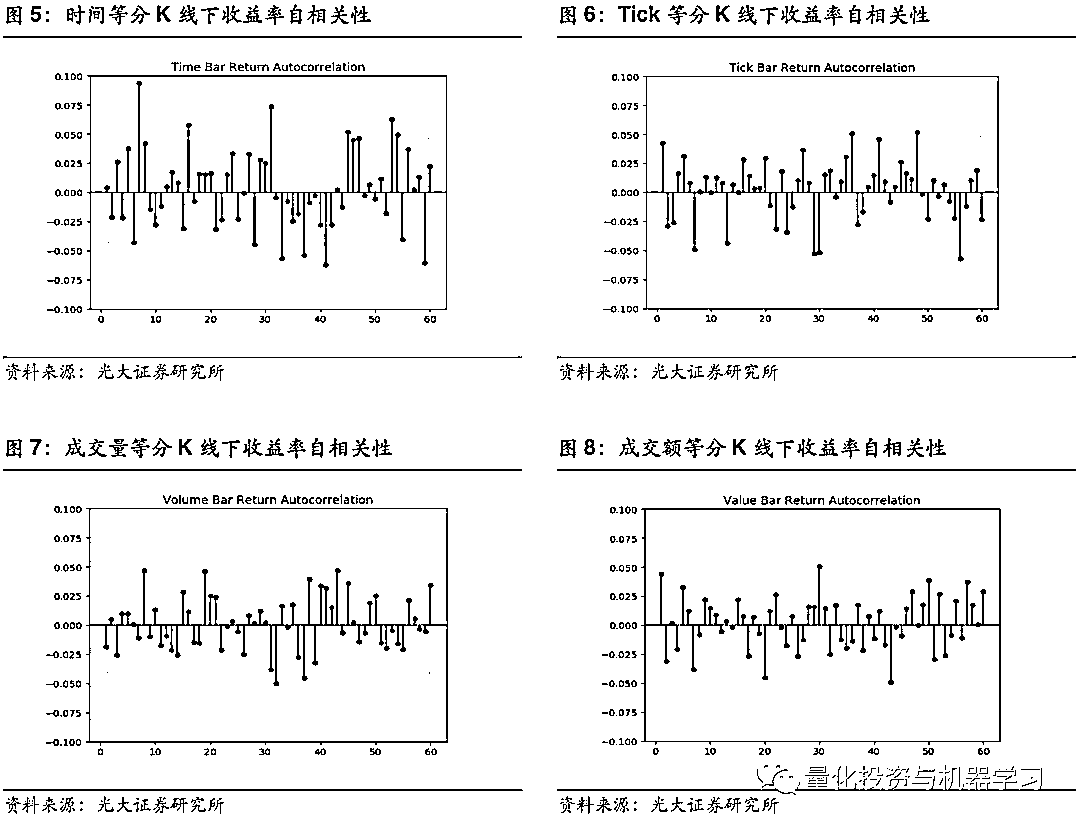 图 5：时间等分 K 线下收益率自相关性
Time Bar Return Autocorrelation
0.100
0.075
0.050
0.025
0.000
−0.025
−0.050
−0.075
−0.100
0 10 20 30 40 50 60
资料来源：光大证券研究所
图 6：Tick 等分 K 线下收益率自相关性
Tick Bar Return Autocorrelation
0.100
0.075
0.050
0.025
0.000
−0.025
−0.050
−0.075
−0.100
0 10 20 30 40 50 60
资料来源：光大证券研究所
图 7：成交量等分 K 线下收益率自相关性
Volume Bar Return Autocorrelation
0.100
0.075
0.050
0.025
0.000
−0.025
−0.050
−0.075
−0.100
0 10 20 30 40 50 60
资料来源：光大证券研究所
图 8：成交额等分 K 线下收益率自相关性
Value Bar Return Autocorrelation
0.100
0.075
0.050
0.025
0.000
−0.025
−0.050
−0.075
−0.100
0 10 20 30 40 50 60
资料来源：光大证券研究所
量化投资与机器学习